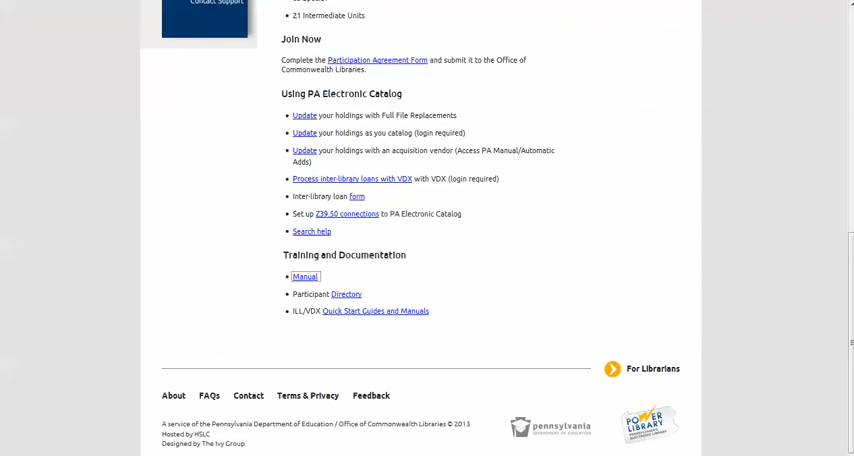 Contact Support
• 21 Intermediate Units
Join Now
Complete the Participation Agreement Form and submit it to the Office of
Commonwealth Libraries.
Using PA Electronic Catalog
• Update your holdings with Full File Replacements
• Update your holdings as you catalog (login required)
• Update your holdings with an acquisition vendor (Access PA Manual/Automatic
Adds)
• Process inter-library loans with VDX with VDX (login required)
• Inter-library loan form
• Set up Z39.50 connections to PA Electronic Catalog
• Search help
Training and Documentation
• Manual
• Participant Directory
• ILL/VDX Quick Start Guides and Manuals
For Librarians
About FAQs Contact Terms & Privacy Feedback
A service of the Pennsylvania Department of Education / Office of Commonwealth Libraries © 2013
Hosted by HSLC
Designed by The Ivy Group
pennsylvania
DEPARTMENT OF EDUCATION
POWER
LIBRARY
PENNSYLVANIA'S
ELECTRONIC LIBRARY